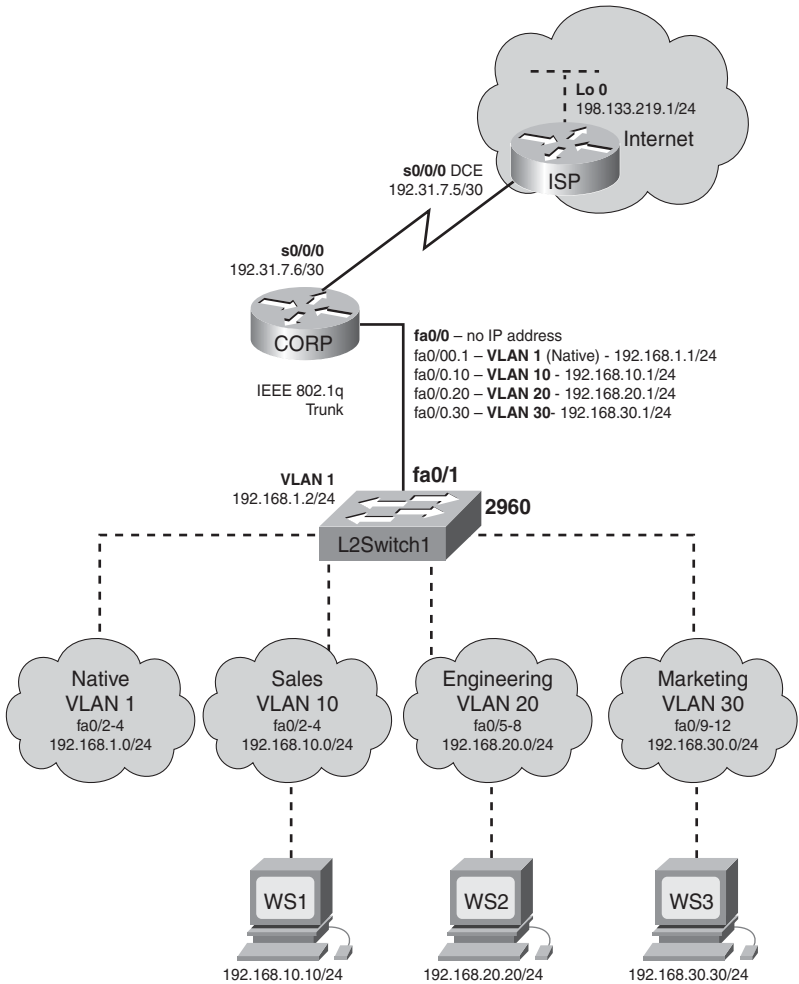 Lo 0
198.133.219.1/24
Internet
ISP
s0/0/0 DCE
192.31.7.5/30
s0/0/0
192.31.7.6/30
CORP
fa0/0 – no IP address
fa0/00.1 – VLAN 1 (Native) - 192.168.1.1/24
fa0/0.10 – VLAN 10 - 192.168.10.1/24
fa0/0.20 – VLAN 20 - 192.168.20.1/24
fa0/0.30 – VLAN 30- 192.168.30.1/24
IEEE 802.1q
Trunk
VLAN 1
192.168.1.2/24
fa0/1
2960
L2Switch1
Native
VLAN 1
fa0/2-4
192.168.1.0/24
Sales
VLAN 10
fa0/2-4
192.168.10.0/24
Engineering
VLAN 20
fa0/5-8
192.168.20.0/24
Marketing
VLAN 30
fa0/9-12
192.168.30.0/24
WS1
192.168.10.10/24
WS2
192.168.20.20/24
WS3
192.168.30.30/24